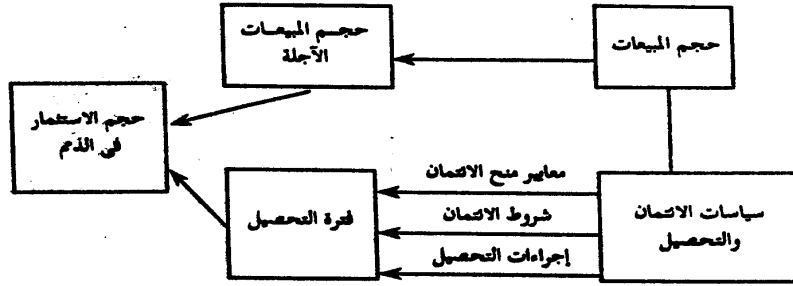 حجم المبيعات
حجم المبيعات
الآجلة
حجم الاستثمار
في الذمم
معايير منح الائتمان
شروط الائتمان
إجراءات التحصيل
فترة التحصيل
سياسات الائتمان
والتحصيل